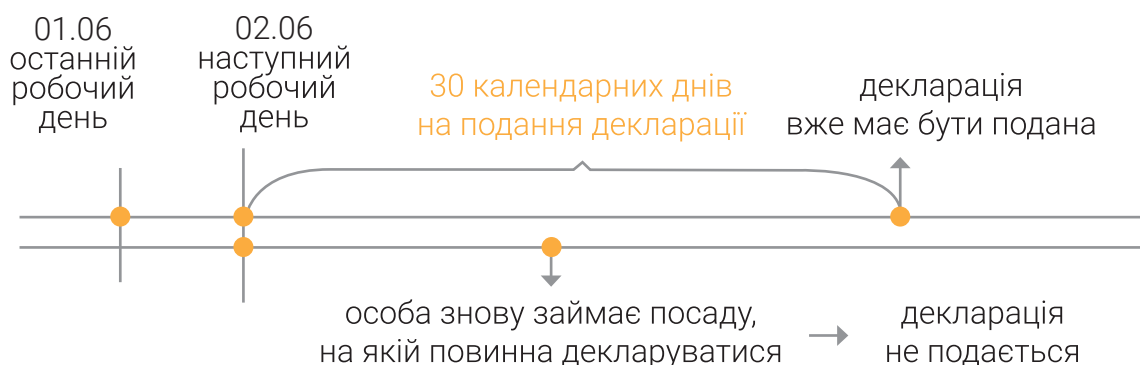 01.06
останній
робочий
день
02.06
наступний
робочий
день
30 календарних днів
на подання декларації
декларація
вже має бути подана
особа знову займає посаду,
на якій повинна декларуватися
декларація
не подається